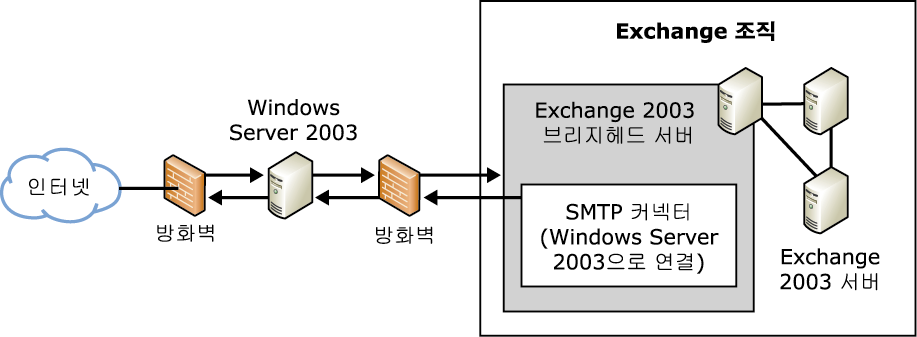 Exchange 조직
Windows
Server 2003
Exchange 2003
브리지헤드 서버
인터넷
방화벽
방화벽
SMTP 커넥터
(Windows Server
2003으로 연결)
Exchange
2003 서버